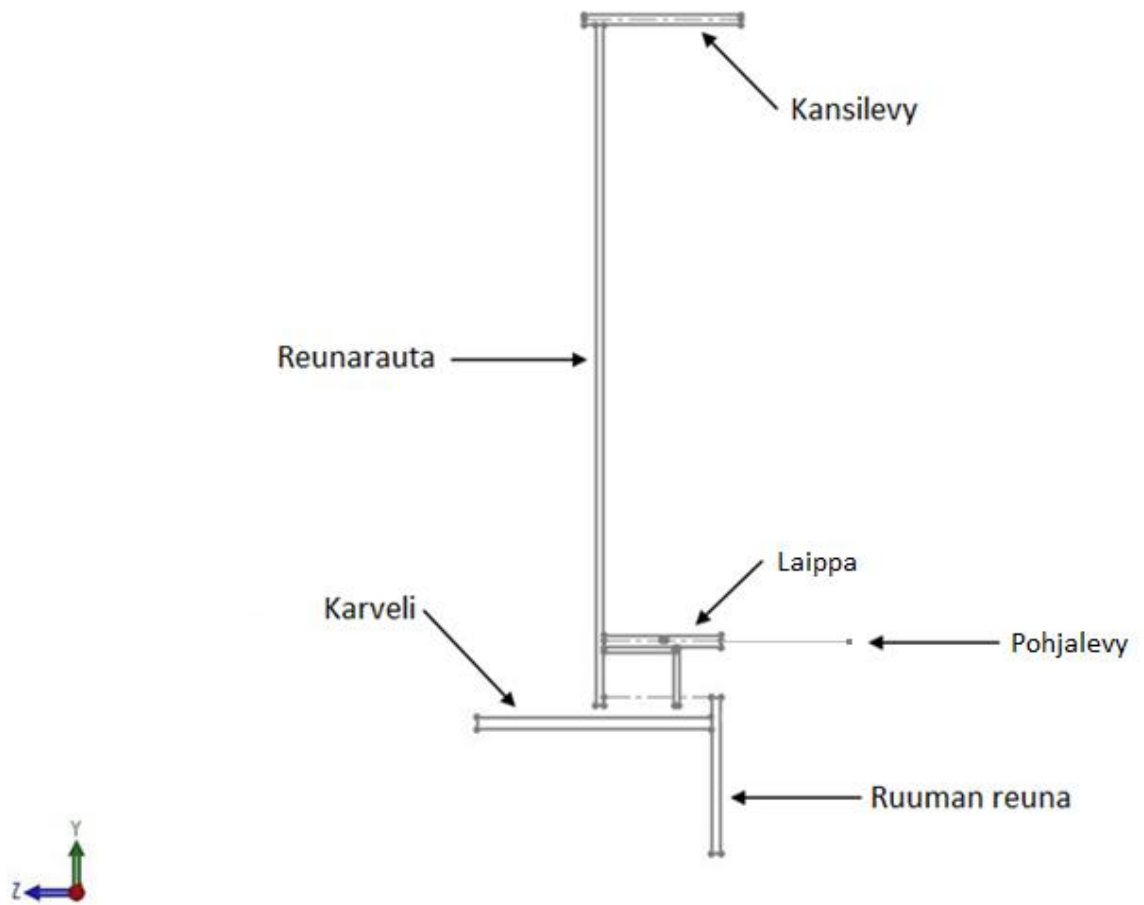 Kansilevy
Reunarauta
Laippa
Karveli
Pohjalevy
Ruuman reuna
Y
Z